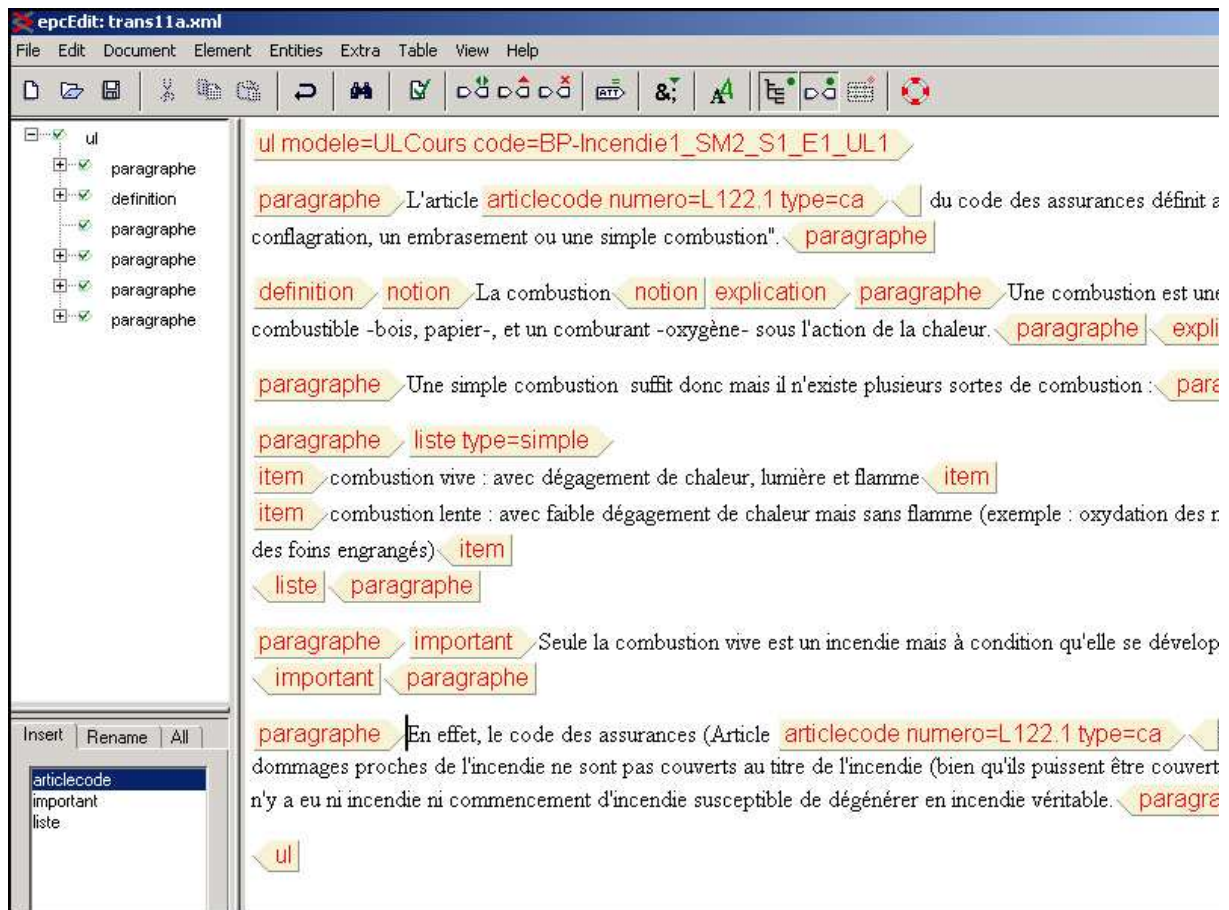 epcEdit: trans11a.xml
File Edit Document Element Entities Extra Table View Help
ATT &; AA
ul
paragraphe
definition
paragraphe
paragraphe
paragraphe
paragraphe
ul modele=ULCours code=BP-Incendie1_SM2_S1_E1_UL1
paragraphe L'article articlecode numero=L122.1 type=ca du code des assurances définit a
conflagration, un embrasement ou une simple combustion". paragraphe
definition notion La combustion notion explication paragraphe Une combustion est une
combustible -bois, papier-, et un comburant -oxygène- sous l'action de la chaleur. paragraphe expli
paragraphe Une simple combustion suffit donc mais il n'existe plusieurs sortes de combustion : para
paragraphe liste type=simple
item combustion vive : avec dégagement de chaleur, lumière et flamme item
item combustion lente : avec faible dégagement de chaleur mais sans flamme (exemple : oxydation des
des foins engrangés) item
liste paragraphe
paragraphe important Seule la combustion vive est un incendie mais à condition qu'elle se dévelop
important paragraphe
paragraphe En effet, le code des assurances (Article articlecode numero=L122.1 type=ca
dommages proches de l'incendie ne sont pas couverts au titre de l'incendie (bien qu'ils puissent être couvert
n'y a eu ni incendie ni commencement d'incendie susceptible de dégénérer en incendie véritable. paragra
ul
Insert Rename All
articlecode
important
liste